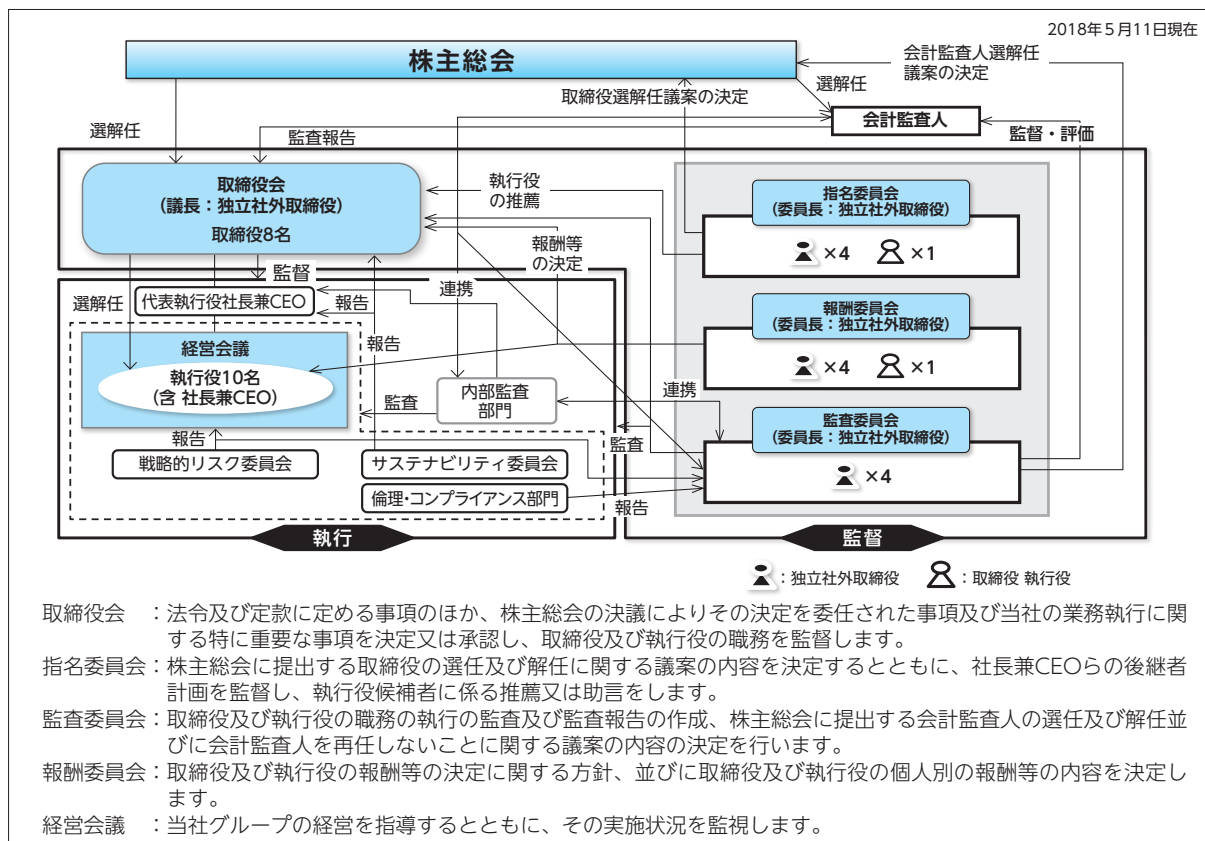 2018年5月11日現在
株主総会
会計監査人選解任
議案の決定
選解任
取締役選解任議案の決定
会計監査人
選解任
監査報告
監督・評価
取締役会
(議長：独立社外取締役)
取締役8名
執行役
の推薦
指名委員会
(委員長：独立社外取締役)
×4 ×1
報酬等
の決定
監督
連携
選解任
代表執行役社長兼CEO
報告
報酬委員会
(委員長：独立社外取締役)
×4 ×1
経営会議
報告
執行役10名
(含 社長兼CEO)
内部監査
部門
連携
監査
監査委員会
(委員長：独立社外取締役)
×4
報告
監査
戦略的リスク委員会
サステナビリティ委員会
倫理・コンプライアンス部門
報告
執行
監督
：独立社外取締役
：取締役 執行役
取締役会　：法令及び定款に定める事項のほか、株主総会の決議によりその決定を委任された事項及び当社の業務執行に関
する特に重要な事項を決定又は承認し、取締役及び執行役の職務を監督します。
指名委員会：株主総会に提出する取締役の選任及び解任に関する議案の内容を決定するとともに、社長兼CEOらの後継者
計画を監督し、執行役候補者に係る推薦又は助言をします。
監査委員会：取締役及び執行役の職務の執行の監査及び監査報告の作成、株主総会に提出する会計監査人の選任及び解任並
びに会計監査人を再任しないことに関する議案の内容の決定を行います。
報酬委員会：取締役及び執行役の報酬等の決定に関する方針、並びに取締役及び執行役の個人別の報酬等の内容を決定し
ます。
経営会議　：当社グループの経営を指導するとともに、その実施状況を監視します。